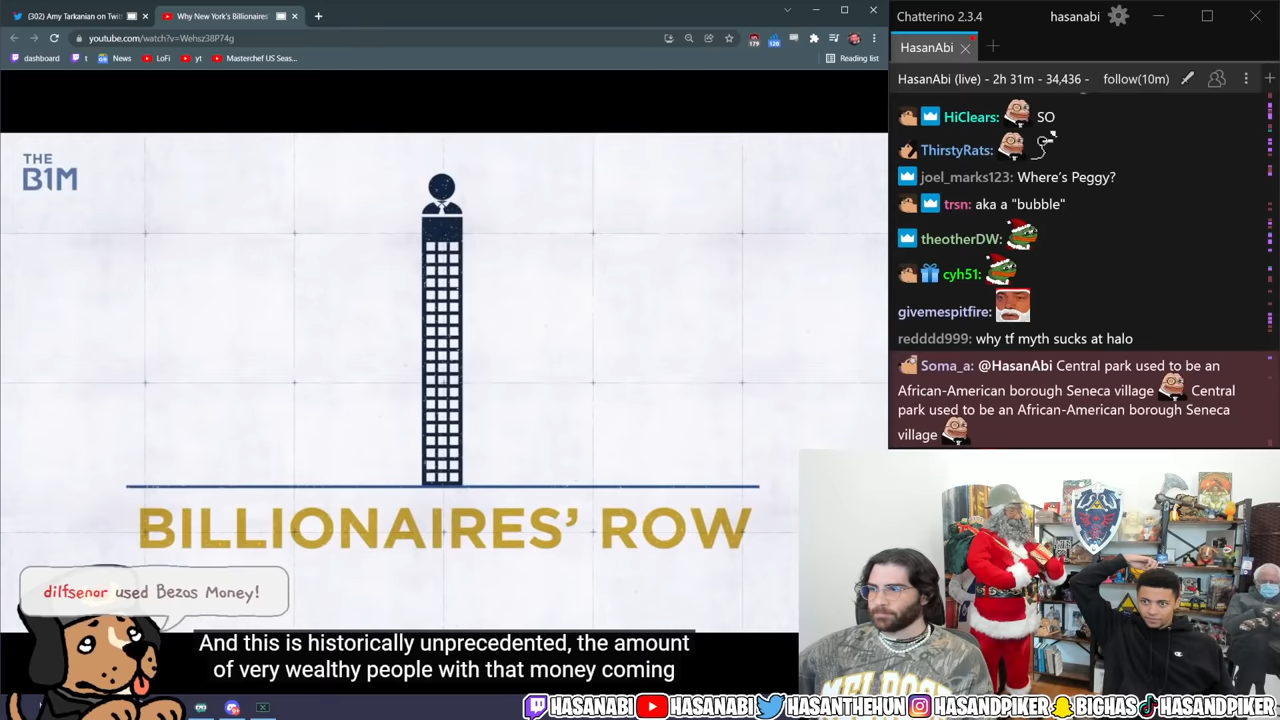 (302) Amy Tarkanian on Twit
Why New York's Billionaires'
Chatterino 2.3.4
hasanabi
youtube.com/watch?v=Wehsz38P74g
179
120
HasanAbi
dashboard
t
News
LoFi
yt
Masterchef US Seas...
Reading list
HasanAbi (live) - 2h 31m - 34,436 -
follow(10m)
HiClears: SO
ThirstyRats:
joel_marks123: Where's Peggy?
trsn: aka a "bubble"
theotherDW:
cyh51:
givemespitfire:
redddd999: why tf myth sucks at halo
Soma_a: @HasanAbi Central park used to be an
African-American borough Seneca village Central
park used to be an African-American borough Seneca
village
THE
B1M
BILLIONAIRES' ROW
dilfsenor used Bezos Money!
And this is historically unprecedented, the amount
of very wealthy people with that money coming
HASANABI HASANABI HASANTHEHUN HASANDPIKER BIGHAS HASANDPIKER